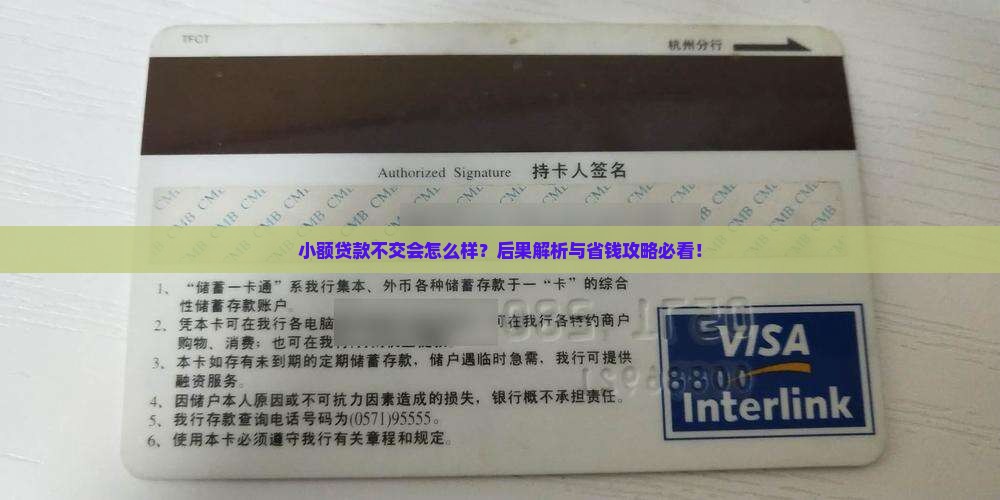 TFCT
杭州分行
Authorized Signature 持卡人签名
CMB CMB CMB CMB CMB CMB
小额贷款不交会怎么样？后果解析与省钱攻略必看！
1、“储蓄一卡通”系我行集本、外币各种储蓄存款于一“卡”的综合
性储蓄存款账户
2、凭本卡可在我行各电脑 可在我行各特约商户
购物、消费；也可在我
3、本卡如存有未到期的定期储蓄存款，储户遇临时急需，我行可提供
融资服务。
4、因储户本人原因或不可抗力因素造成的损失，银行概不承担责任。
5、我行存款查询电话号码为(0571)95555。
6、使用本卡必须遵守我行有关章程和规定。
VISA
Interlink